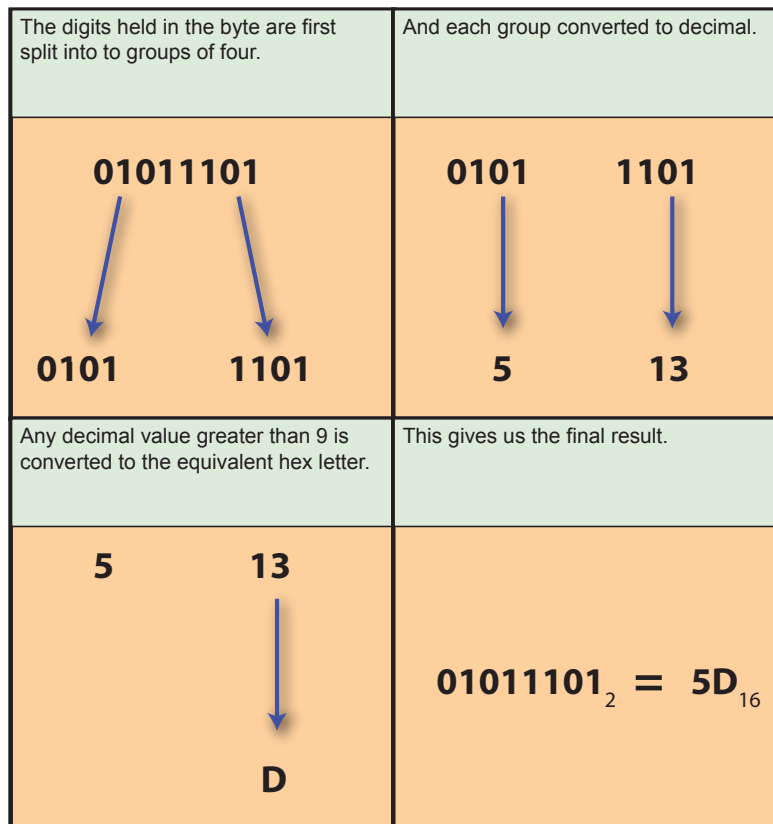 The digits held in the byte are first
split into to groups of four.
01011101
0101 1101
And each group converted to decimal.
0101 1101
5 13
Any decimal value greater than 9 is
converted to the equivalent hex letter.
5 13
D
This gives us the final result.
01011101₂ = 5D₁₆